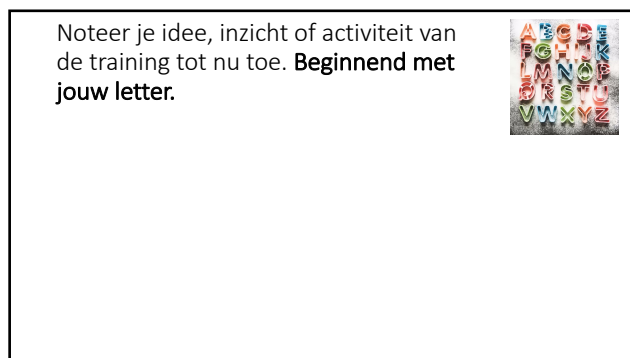 Noteer je idee, inzicht of activiteit van
de training tot nu toe. Beginnend met
jouw letter.
A B C D E
F G H I J K
L M N O P
Q R S T U
V W X Y Z